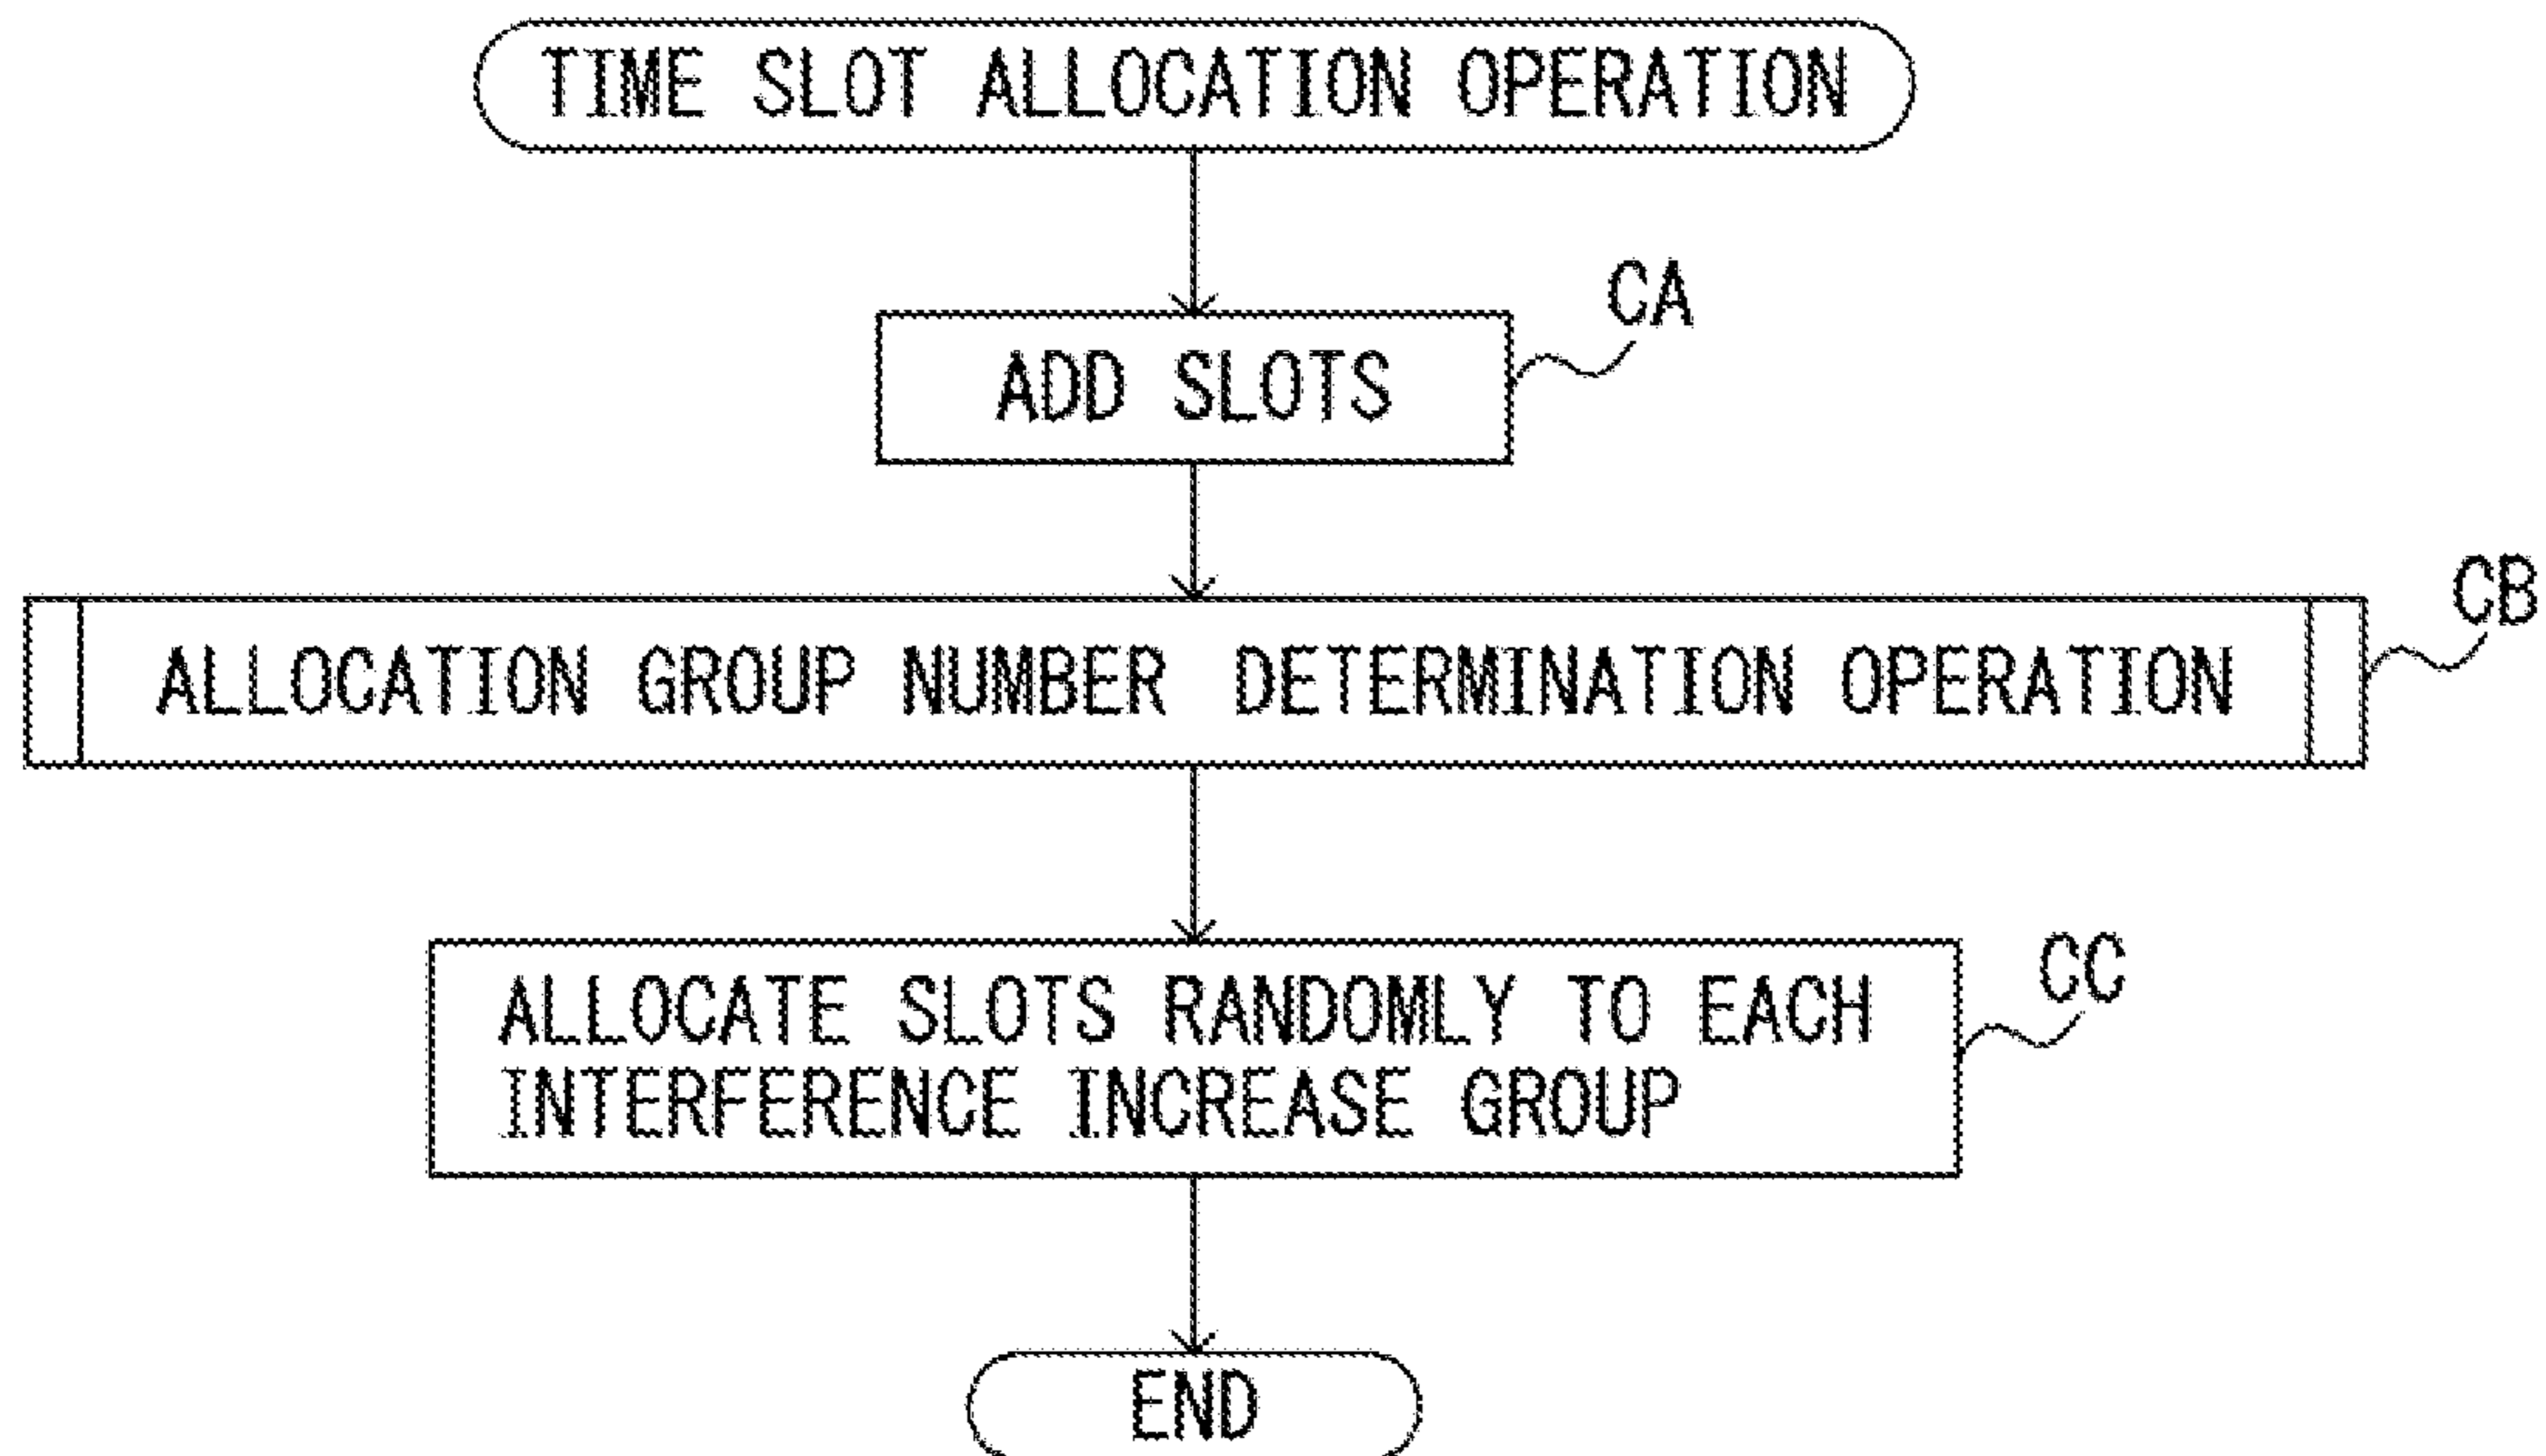 TIME SLOT ALLOCATION OPERATION
CA
ADD SLOTS
CB
ALLOCATION GROUP NUMBER DETERMINATION OPERATION
CC
ALLOCATE SLOTS RANDOMLY TO EACH
INTERFERENCE INCREASE GROUP
END